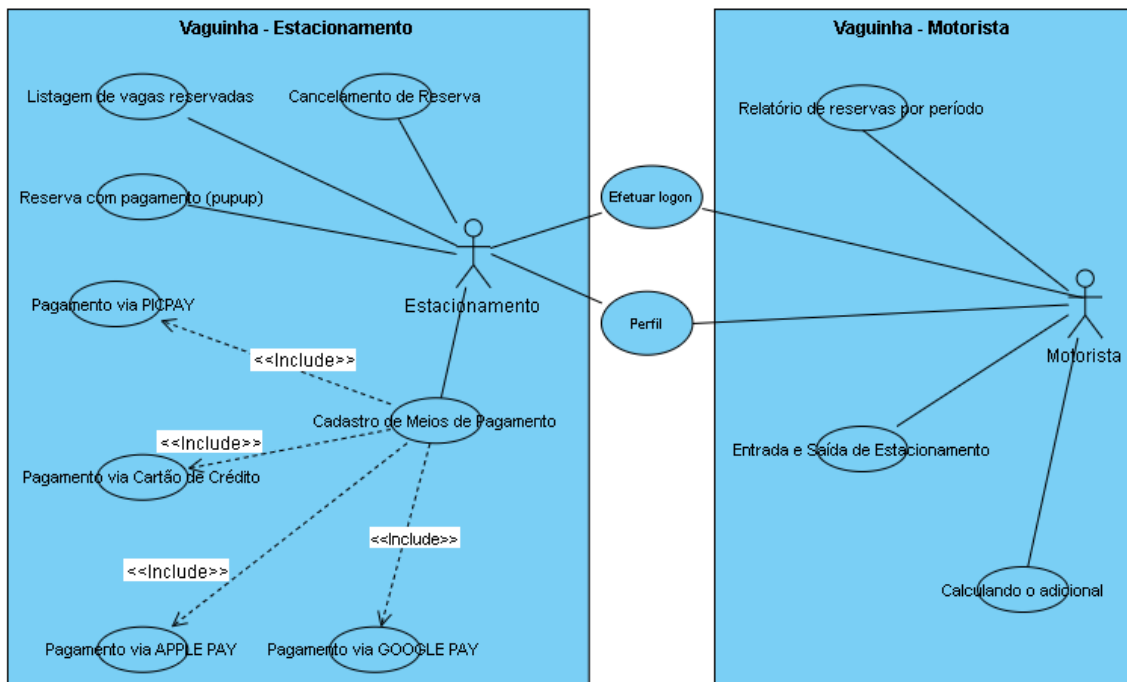 Vaguinha - Estacionamento
Vaguinha - Motorista
Listagem de vagas reservadas
Cancelamento de Reserva
Relatório de reservas por período
Reserva com pagamento (pupup)
Efetuar logon
Estacionamento
Pagamento via PICPAY
Perfil
Motorista
<<Include>>
Cadastro de Meios de Pagamento
<<Include>>
Entrada e Saída de Estacionamento
Pagamento via Cartão de Crédito
<<Include>>
<<Include>>
Calculando o adicional
Pagamento via APPLE PAY
Pagamento via GOOGLE PAY